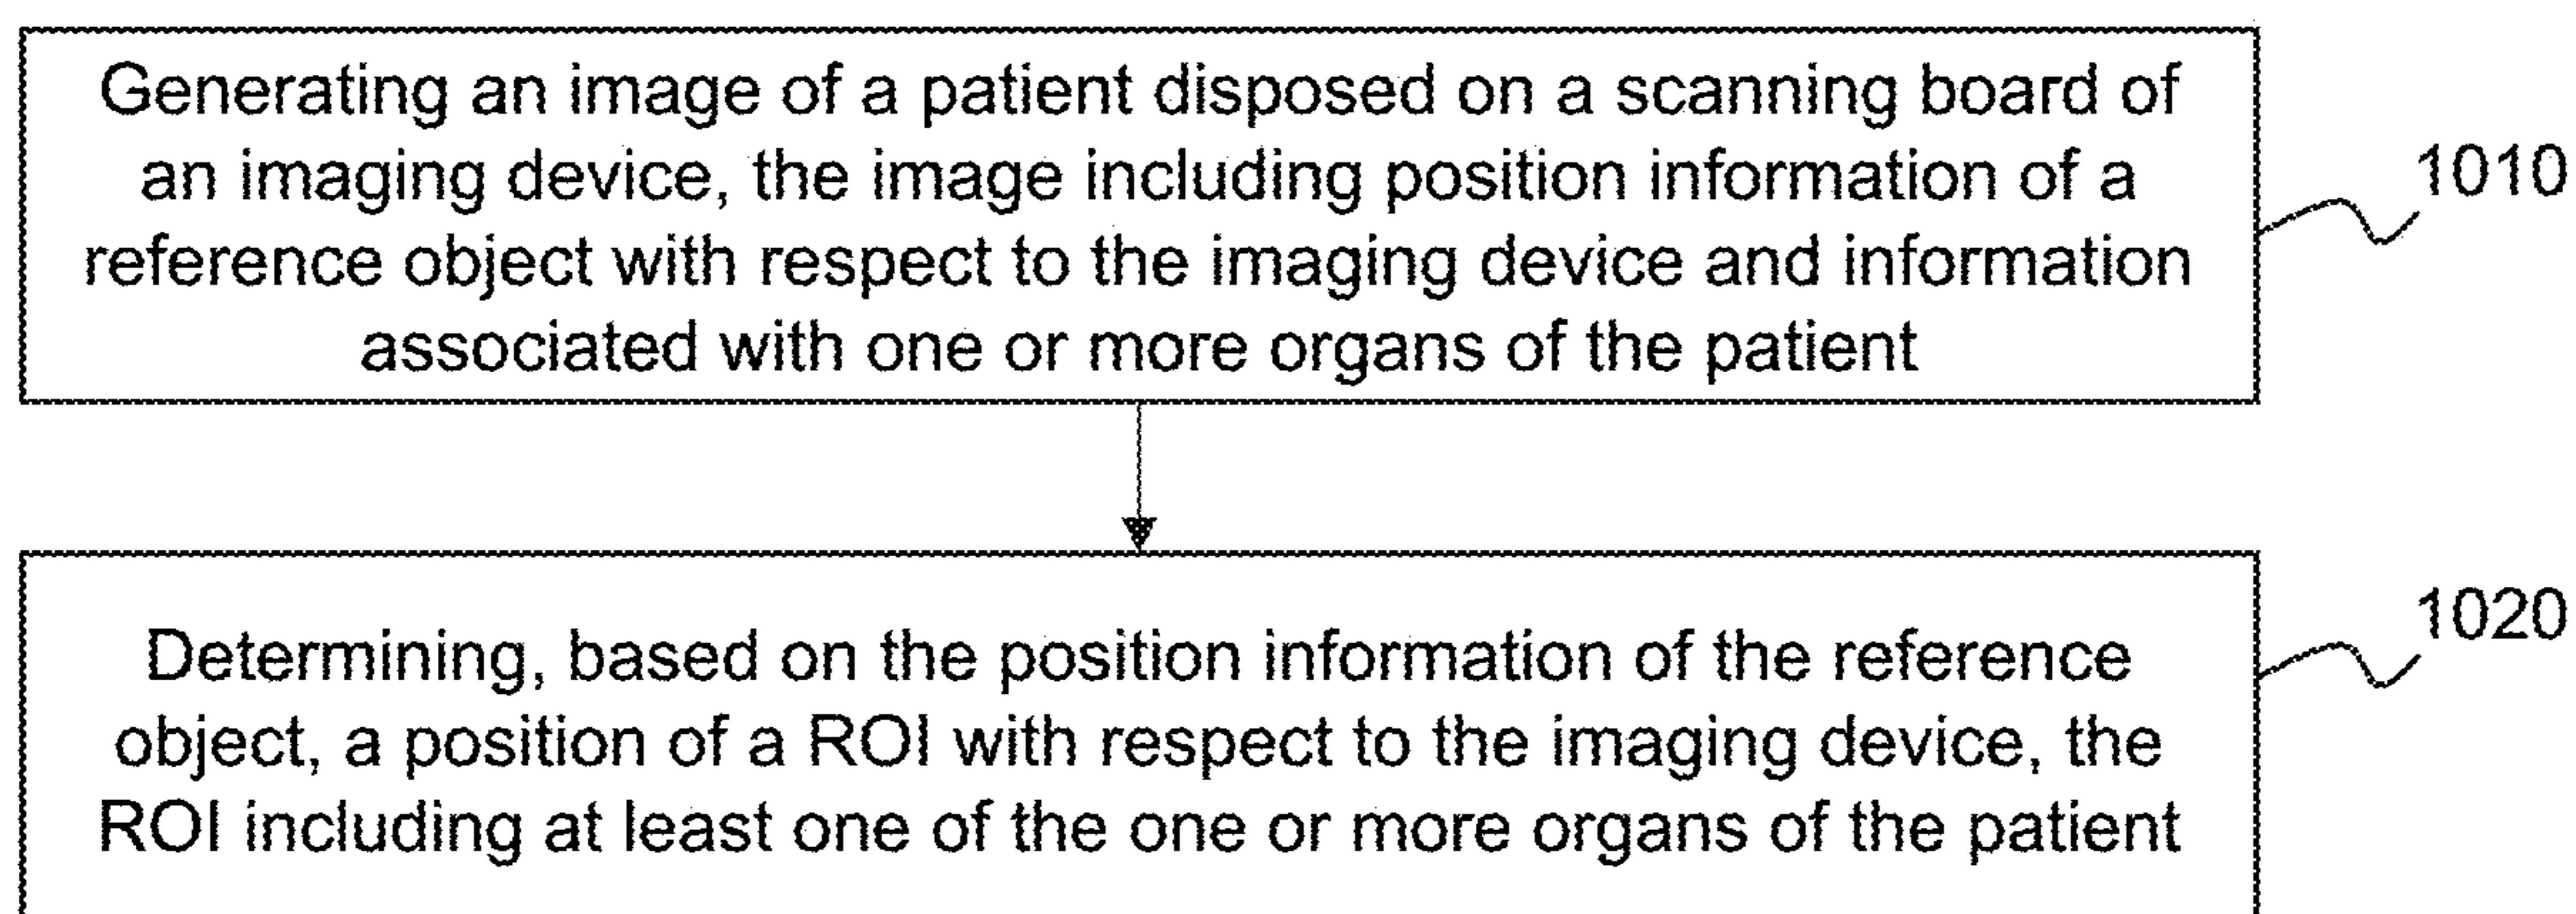 Generating an image of a patient disposed on a scanning board of
an imaging device, the image including position information of a
reference object with respect to the imaging device and information
associated with one or more organs of the patient
1010
Determining, based on the position information of the reference
object, a position of a ROI with respect to the imaging device, the
ROI including at least one of the one or more organs of the patient
1020